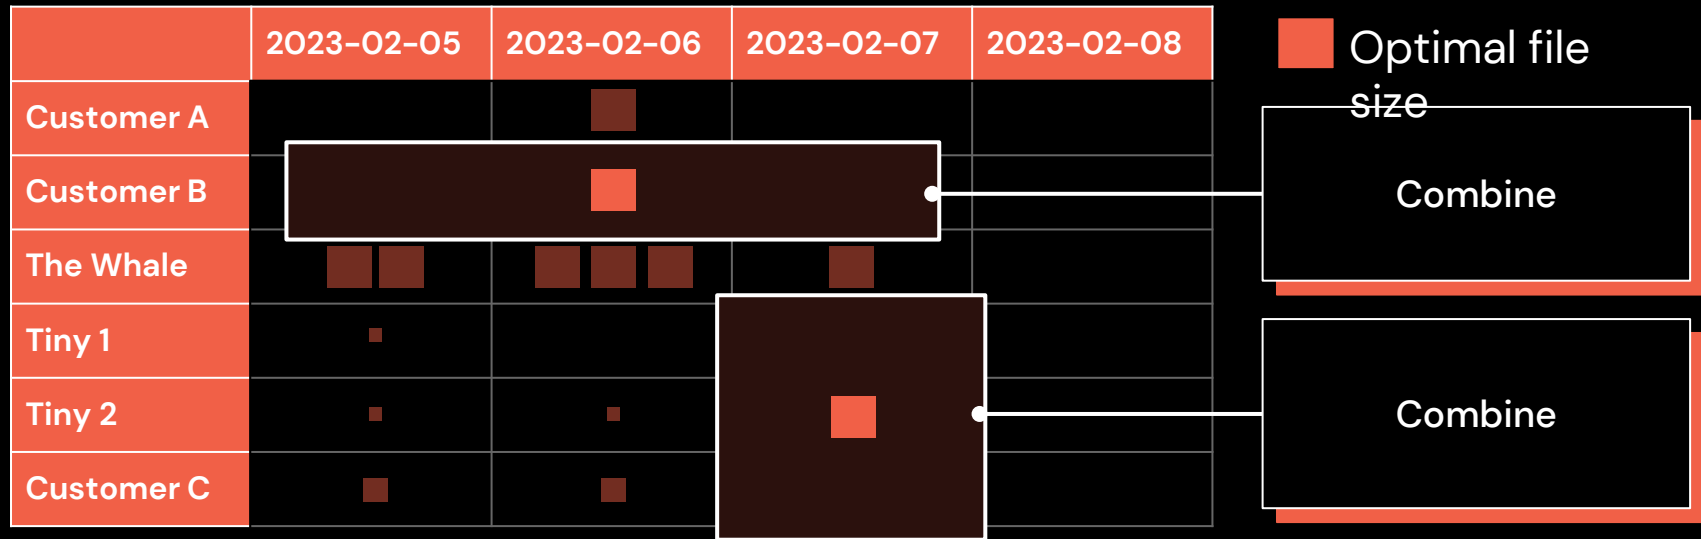 2023-02-05 2023-02-06 2023-02-07 2023-02-08
Optimal file
size
Customer A
Customer B
Combine
The Whale
Tiny 1
Tiny 2
Combine
Customer C